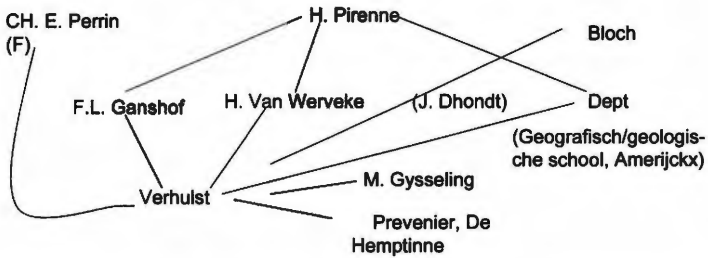 CH. E. Perrin
(F)
H. Pirenne
Bloch
F.L. Ganshof
H. Van Werveke
(J. Dhondt)
Dept
(Geografisch/geologis-
che school, Amerijckx)
M. Gysseling
Verhulst
Prevenier, De
Hemptinne